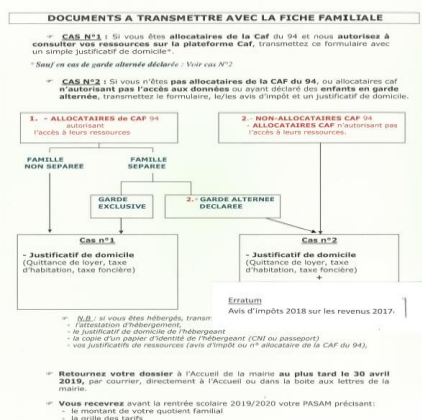 DOCUMENTS A TRANSMETTRE AVEC LA FICHE FAMILIALE
☞ CAS N°1 : Si vous êtes allocataires de la Caf du 94 et nous autorisez à
consulter vos ressources sur la plateforme Caf, transmettez ce formulaire avec
un simple justificatif de domicile*.
* Sauf en cas de garde alternée déclarée : Voir cas N°2
☞ CAS N°2 : Si vous n'êtes pas allocataires de la CAF du 94, ou allocataires caf
n'autorisant pas l'accès aux données ou ayant déclaré des enfants en garde
alternée, transmettez le formulaire, le/les avis d'impôt et un justificatif de domicile.
1. - ALLOCATAIRES de CAF 94
autorisant
l'accès à leurs ressources
2.- NON-ALLOCATAIRES CAF 94
- ALLOCATAIRES CAF n'autorisant pas
l'accès à leurs ressources.
FAMILLE
NON SEPAREE
FAMILLE
SEPAREE
GARDE
EXCLUSIVE
2.- GARDE ALTERNEE
DECLAREE
Cas n°1
- Justificatif de domicile
(Quittance de loyer, taxe
d'habitation, taxe foncière)
Cas n°2
- Justificatif de domicile
(Quittance de loyer, taxe
d'habitation, taxe foncière)
+
Erratum
Avis d'impôts 2018 sur les revenus 2017.
☞ N.B : si vous êtes hébergés, transm
- l'attestation d'hébergement,
- le justificatif de domicile de l'hébergeant
- la copie d'un papier d'identité de l'hébergeant (CNI ou passeport)
- vos justificatifs de ressources (avis d'impôt ou n° allocataire de la CAF du 94),
☞ Retournez votre dossier à l'Accueil de la mairie au plus tard le 30 avril
2019, par courrier, directement à l'Accueil ou dans la boite aux lettres de la
mairie.
☞ Vous recevrez avant la rentrée scolaire 2019/2020 votre PASAM précisant :
- le montant de votre quotient familial
- la grille des tarifs